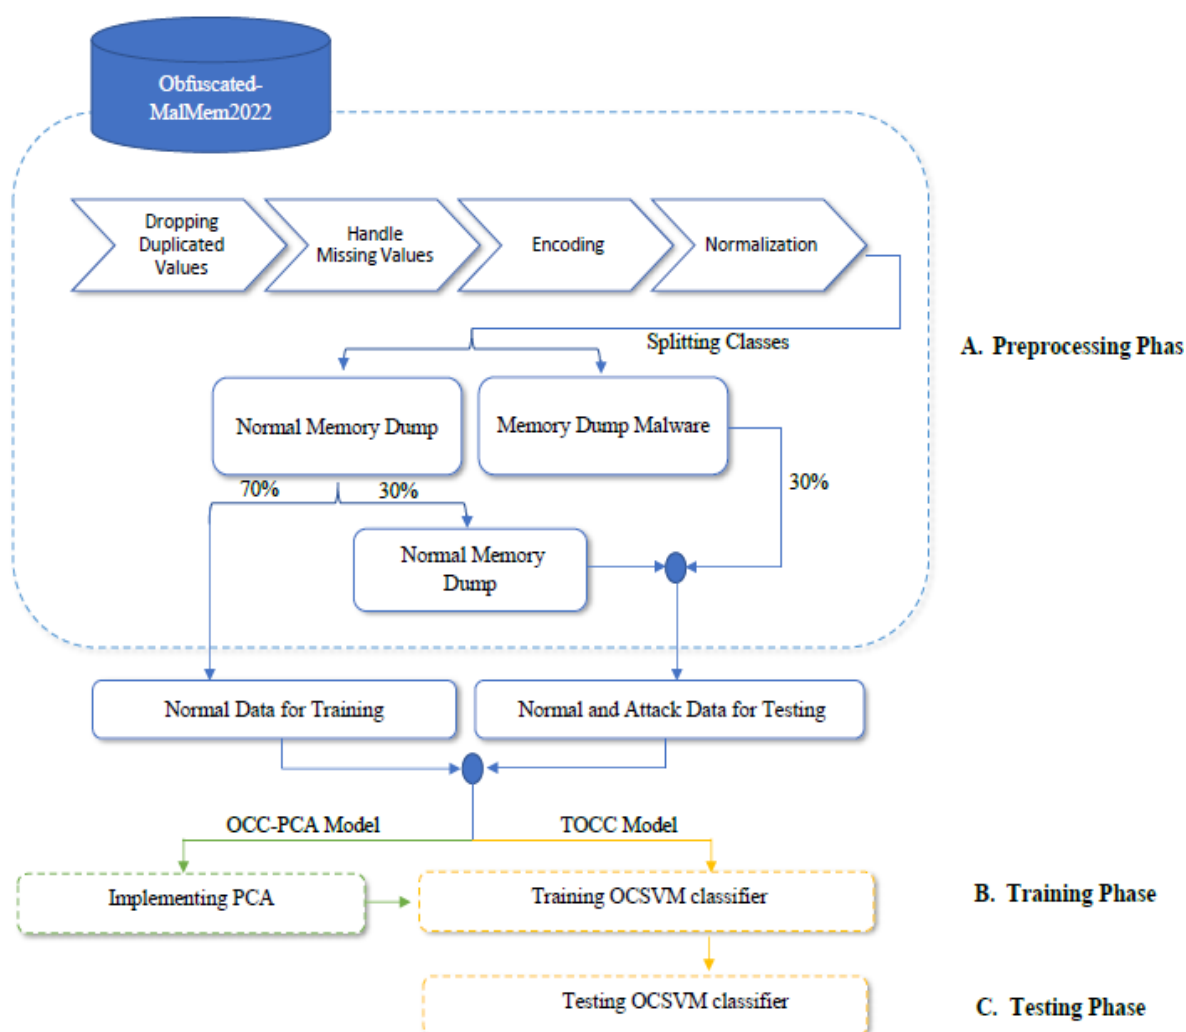 Obfuscated-
MalMem2022
Dropping
Duplicated
Values
Handle
Missing Values
Encoding
Normalization
Splitting Classes
A. Preprocessing Phas
Normal Memory Dump
Memory Dump Malware
70%
30%
30%
Normal Memory
Dump
Normal Data for Training
Normal and Attack Data for Testing
OCC-PCA Model
TOCC Model
Implementing PCA
Training OCSVM classifier
B. Training Phase
Testing OCSVM classifier
C. Testing Phase